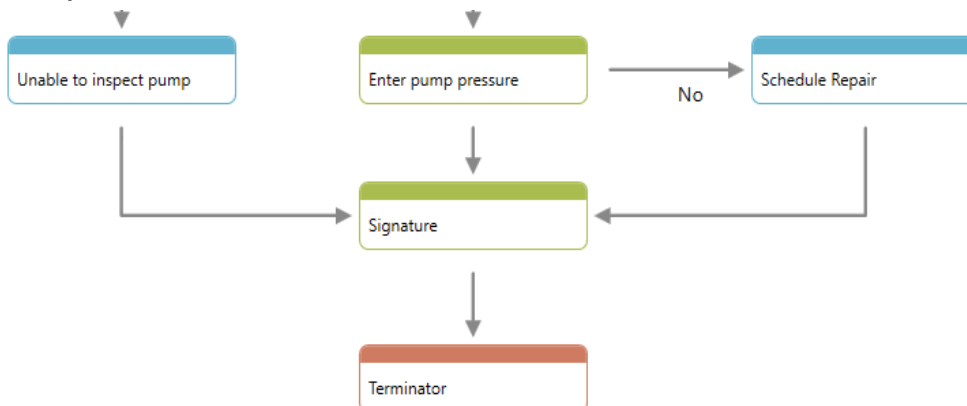 Unable to inspect pump
Enter pump pressure
No
Schedule Repair
Signature
Terminator